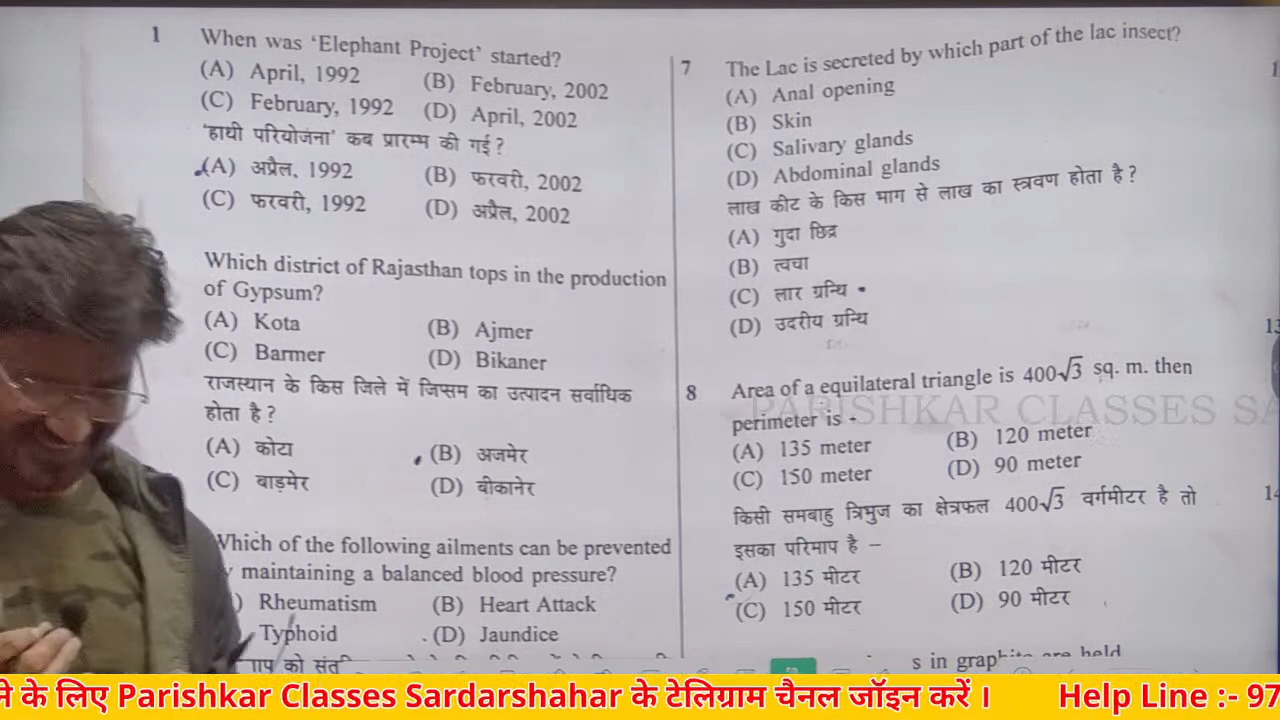 1 When was ‘Elephant Project’ started?
(A) April, 1992 (B) February, 2002
(C) February, 1992 (D) April, 2002
‘हाथी परियोजना’ कब प्रारम्भ की गई ?
(A) अप्रैल, 1992 (B) फरवरी, 2002
(C) फरवरी, 1992 (D) अप्रैल, 2002
Which district of Rajasthan tops in the production
of Gypsum?
(A) Kota (B) Ajmer
(C) Barmer (D) Bikaner
राजस्थान के किस जिले में जिप्सम का उत्पादन सर्वाधिक
होता है ?
(A) कोटा (B) अजमेर
(C) बाड़मेर (D) बीकानेर
Which of the following ailments can be prevented
maintaining a balanced blood pressure?
) Rheumatism (B) Heart Attack
Typhoid (D) Jaundice
7 The Lac is secreted by which part of the lac insect?
(A) Anal opening
(B) Skin
(C) Salivary glands
(D) Abdominal glands
लाख कीट के किस भाग से लाख का स्त्रवण होता है ?
(A) गुदा छिद्र
(B) त्वचा
(C) लार ग्रन्थि
(D) उदरीय ग्रन्थि
8 Area of a equilateral triangle is 400√3 sq. m. then
perimeter is -
(A) 135 meter (B) 120 meter
(C) 150 meter (D) 90 meter
किसी समबाहु त्रिभुज का क्षेत्रफल 400√3 वर्गमीटर है तो
इसका परिमाप है –
(A) 135 मीटर (B) 120 मीटर
(C) 150 मीटर (D) 90 मीटर
s in graphite are held
13
14
PARISHKAR CLASSES SA
ने के लिए Parishkar Classes Sardarshahar के टेलिग्राम चैनल जॉइन करें । Help Line :- 97